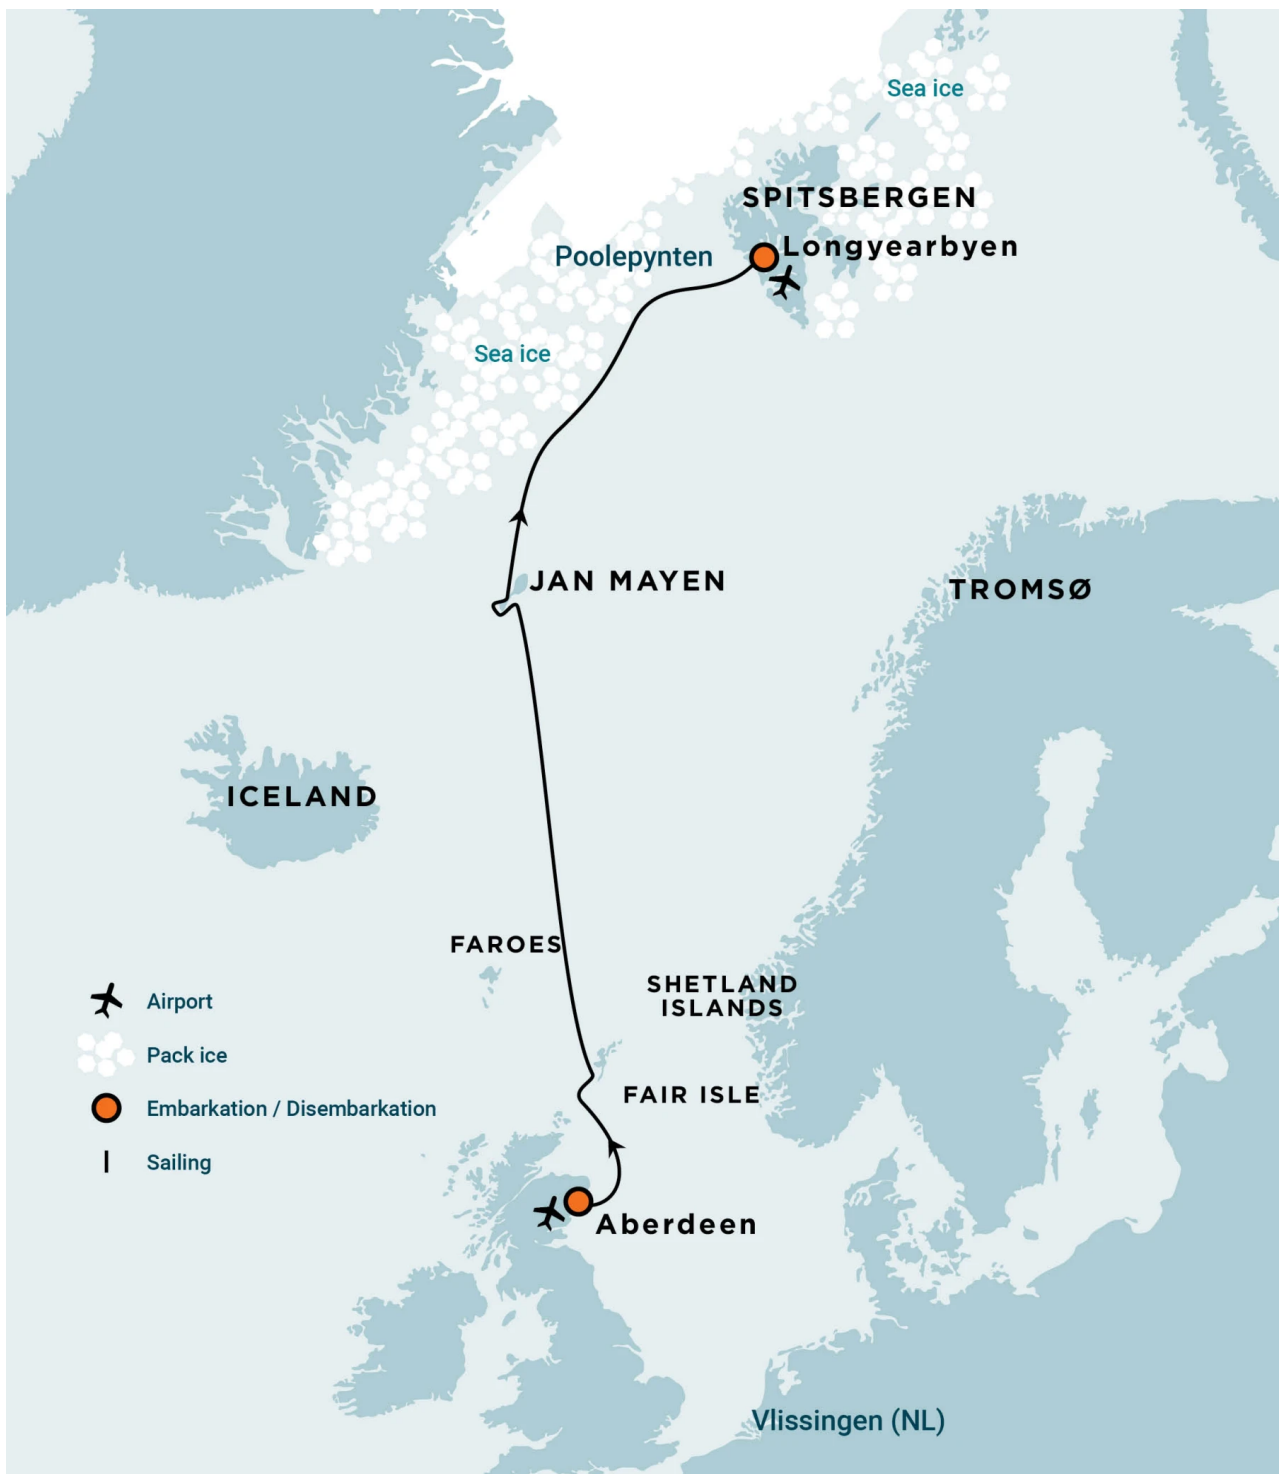 Sea ice
SPITSBERGEN
Longyearbyen
Poolepynten
Sea ice
JAN MAYEN
TROMSØ
ICELAND
FAROES
SHETLAND
ISLANDS
FAIR ISLE
Airport
Pack ice
Embarkation / Disembarkation
Sailing
Aberdeen
Vlissingen (NL)